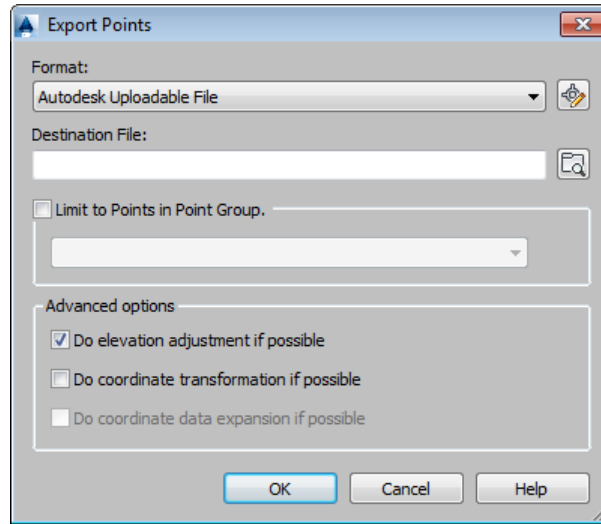 Export Points
Format:
Autodesk Uploadable File
Destination File:
Limit to Points in Point Group.
Advanced options
Do elevation adjustment if possible
Do coordinate transformation if possible
Do coordinate data expansion if possible
OK Cancel Help